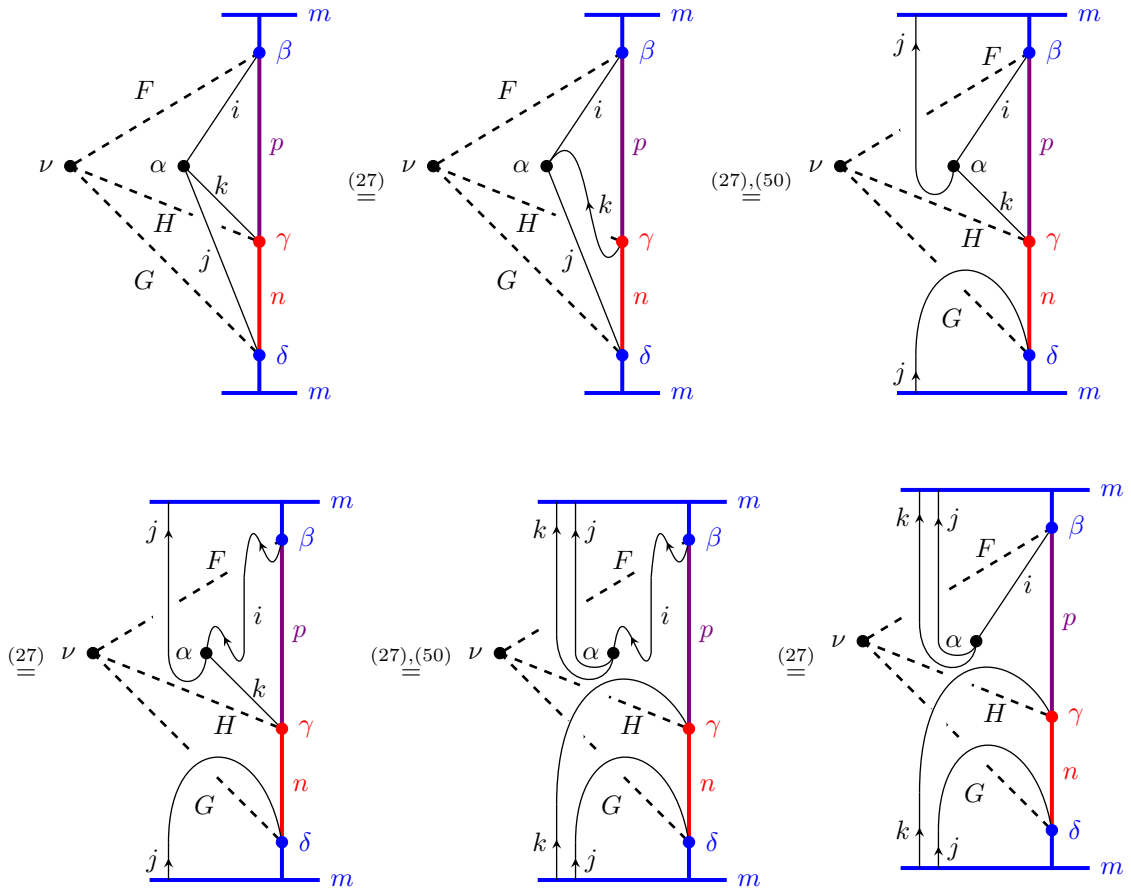 m m m
β β β
F F F
j
i i i
p p p
ν α k (27) = ν α k (27),(50) = ν α k
H γ H γ H γ
G j n G j n G n
δ δ j δ
m m m
m m m
j β k j β k j β
F F F
i i i
p p p
(27) = ν α k (27),(50) = ν α (27) = ν α
H γ H γ H γ
G n G n G n
j δ k j δ k j δ
m m m